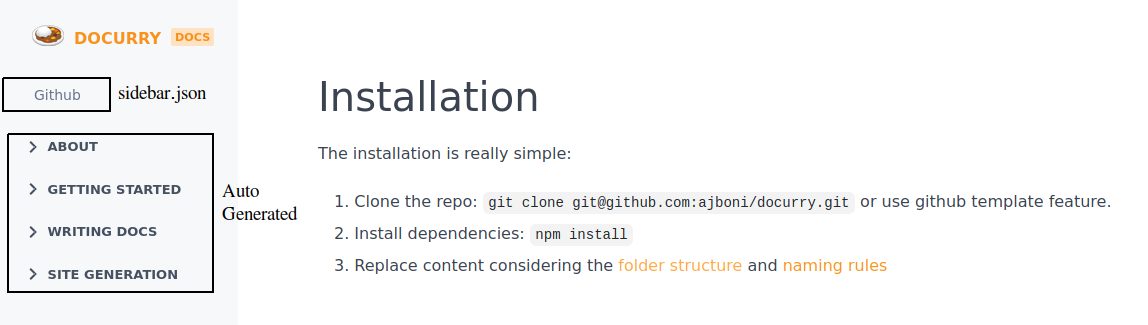 DOCURRY DOCS
Github
sidebar.json
ABOUT
GETTING STARTED
WRITING DOCS
SITE GENERATION
Auto
Generated
Installation
The installation is really simple:
1. Clone the repo: git clone git@github.com:ajboni/docurry.git or use github template feature.
2. Install dependencies: npm install
3. Replace content considering the folder structure and naming rules